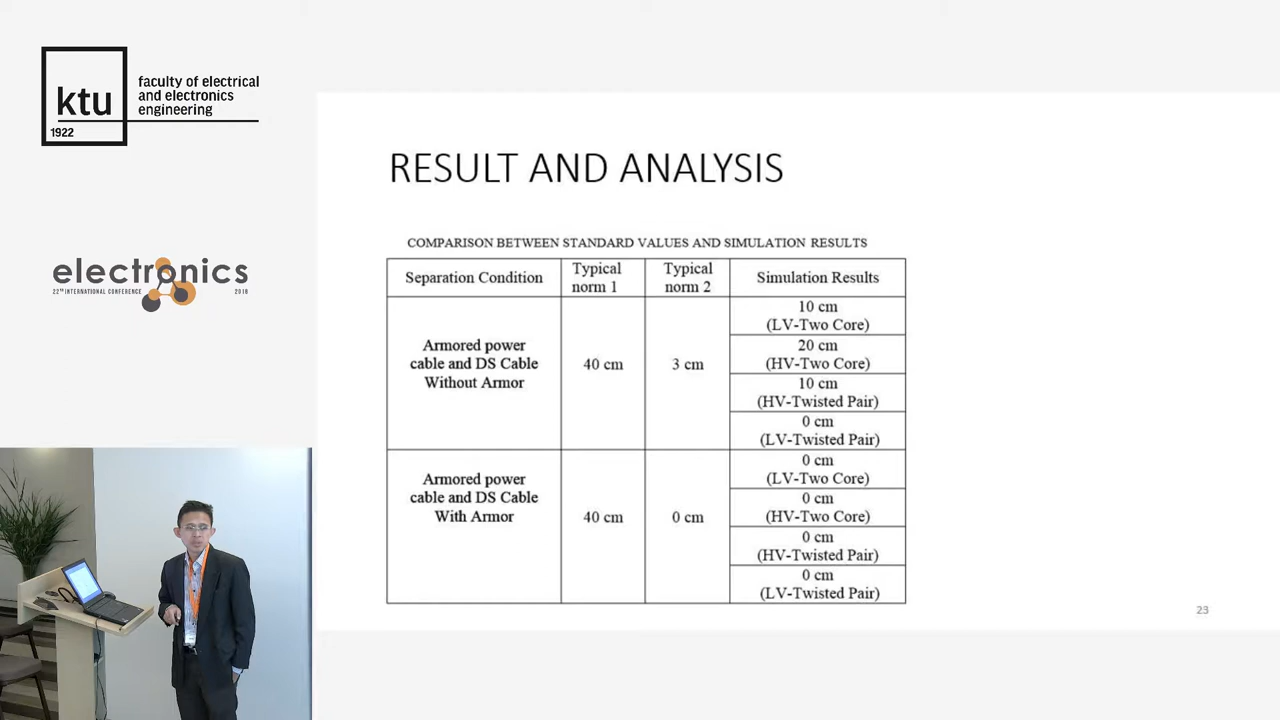 ktu
1922
faculty of electrical
and electronics
engineering
electronics
22ND INTERNATIONAL CONFERENCE 2018
RESULT AND ANALYSIS
COMPARISON BETWEEN STANDARD VALUES AND SIMULATION RESULTS
Separation Condition
Typical
norm 1
Typical
norm 2
Simulation Results
Armored power
cable and DS Cable
Without Armor
40 cm
3 cm
10 cm
(LV-Two Core)
20 cm
(HV-Two Core)
10 cm
(HV-Twisted Pair)
0 cm
(LV-Twisted Pair)
Armored power
cable and DS Cable
With Armor
40 cm
0 cm
0 cm
(LV-Two Core)
0 cm
(HV-Two Core)
0 cm
(HV-Twisted Pair)
0 cm
(LV-Twisted Pair)
23